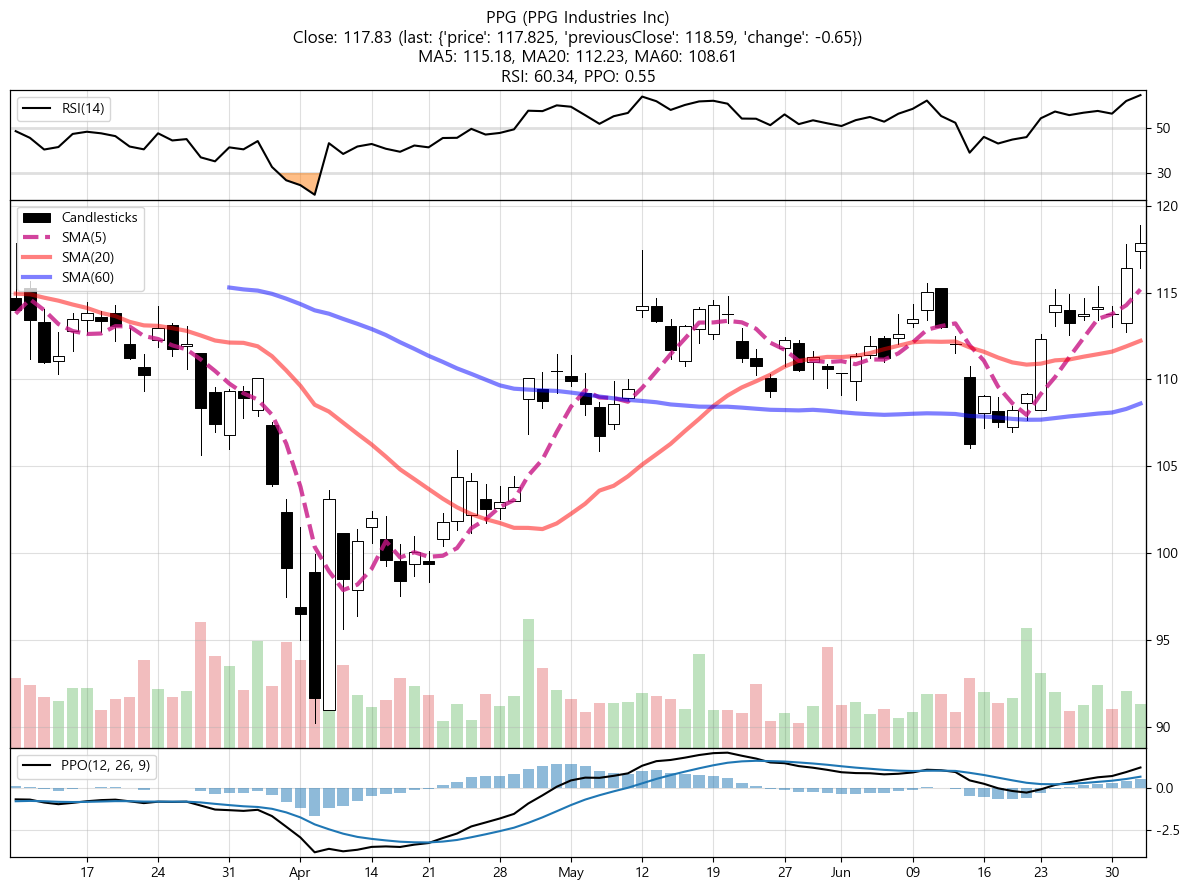 PPG (PPG Industries Inc)
Close: 117.83 (last: {'price': 117.825, 'previousClose': 118.59, 'change': -0.65})
MA5: 115.18, MA20: 112.23, MA60: 108.61
RSI: 60.34, PPO: 0.55
RSI(14)
50
30
Candlesticks
SMA(5)
SMA(20)
SMA(60)
120
115
110
105
100
95
90
PPO(12, 26, 9)
0.0
-2.5
17 24 31 Apr 14 21 28 May 12 19 27 Jun 09 16 23 30